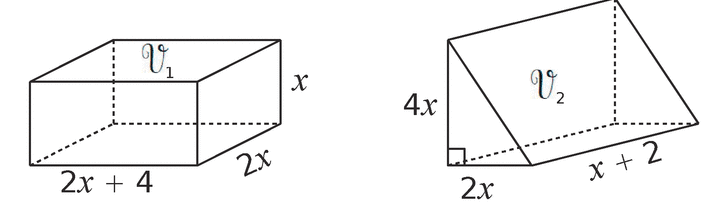 𝒱₁
x
2x + 4
2x
4x
𝒱₂
2x
x + 2